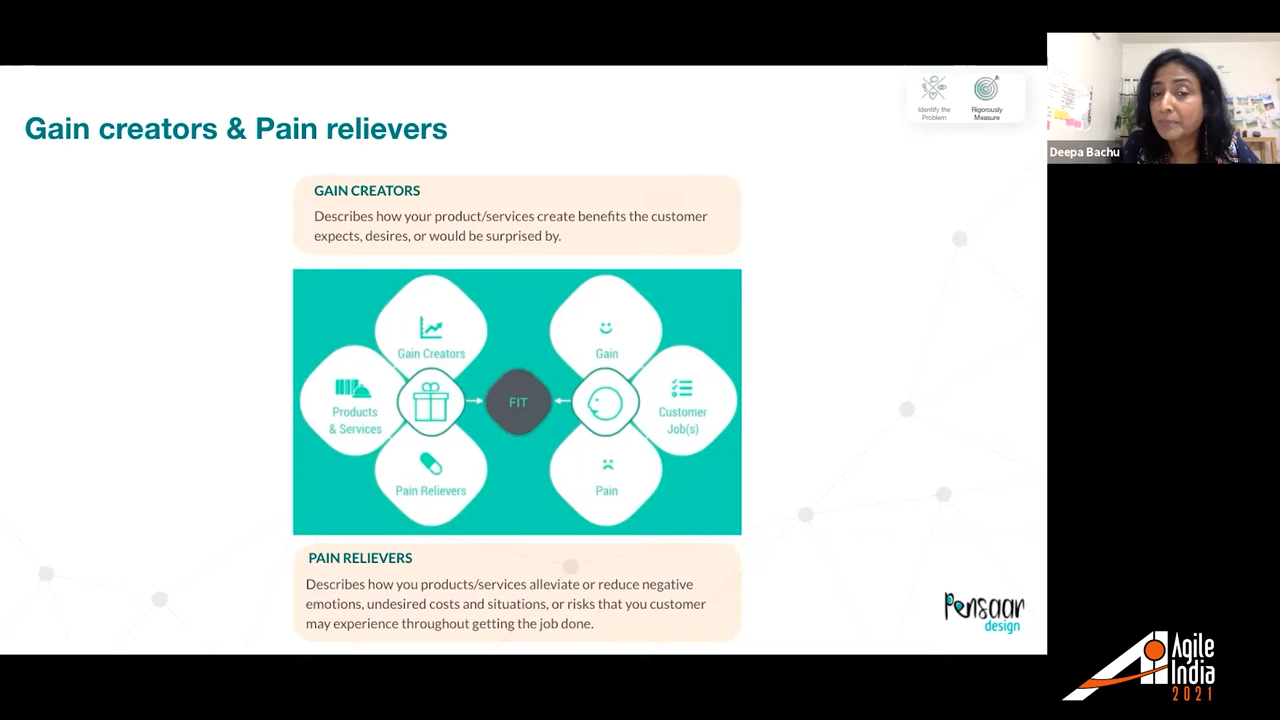 Gain creators & Pain relievers
Identify the
Problem
Rigorously
Measure
Deepa Bachu
GAIN CREATORS
Describes how your product/services create benefits the customer
expects, desires, or would be surprised by.
Gain Creators
Products
& Services
Pain Relievers
FIT
Gain
Customer
Job(s)
Pain
PAIN RELIEVERS
Describes how you products/services alleviate or reduce negative
emotions, undesired costs and situations, or risks that you customer
may experience throughout getting the job done.
Pensaar
design
Agile
India
2021